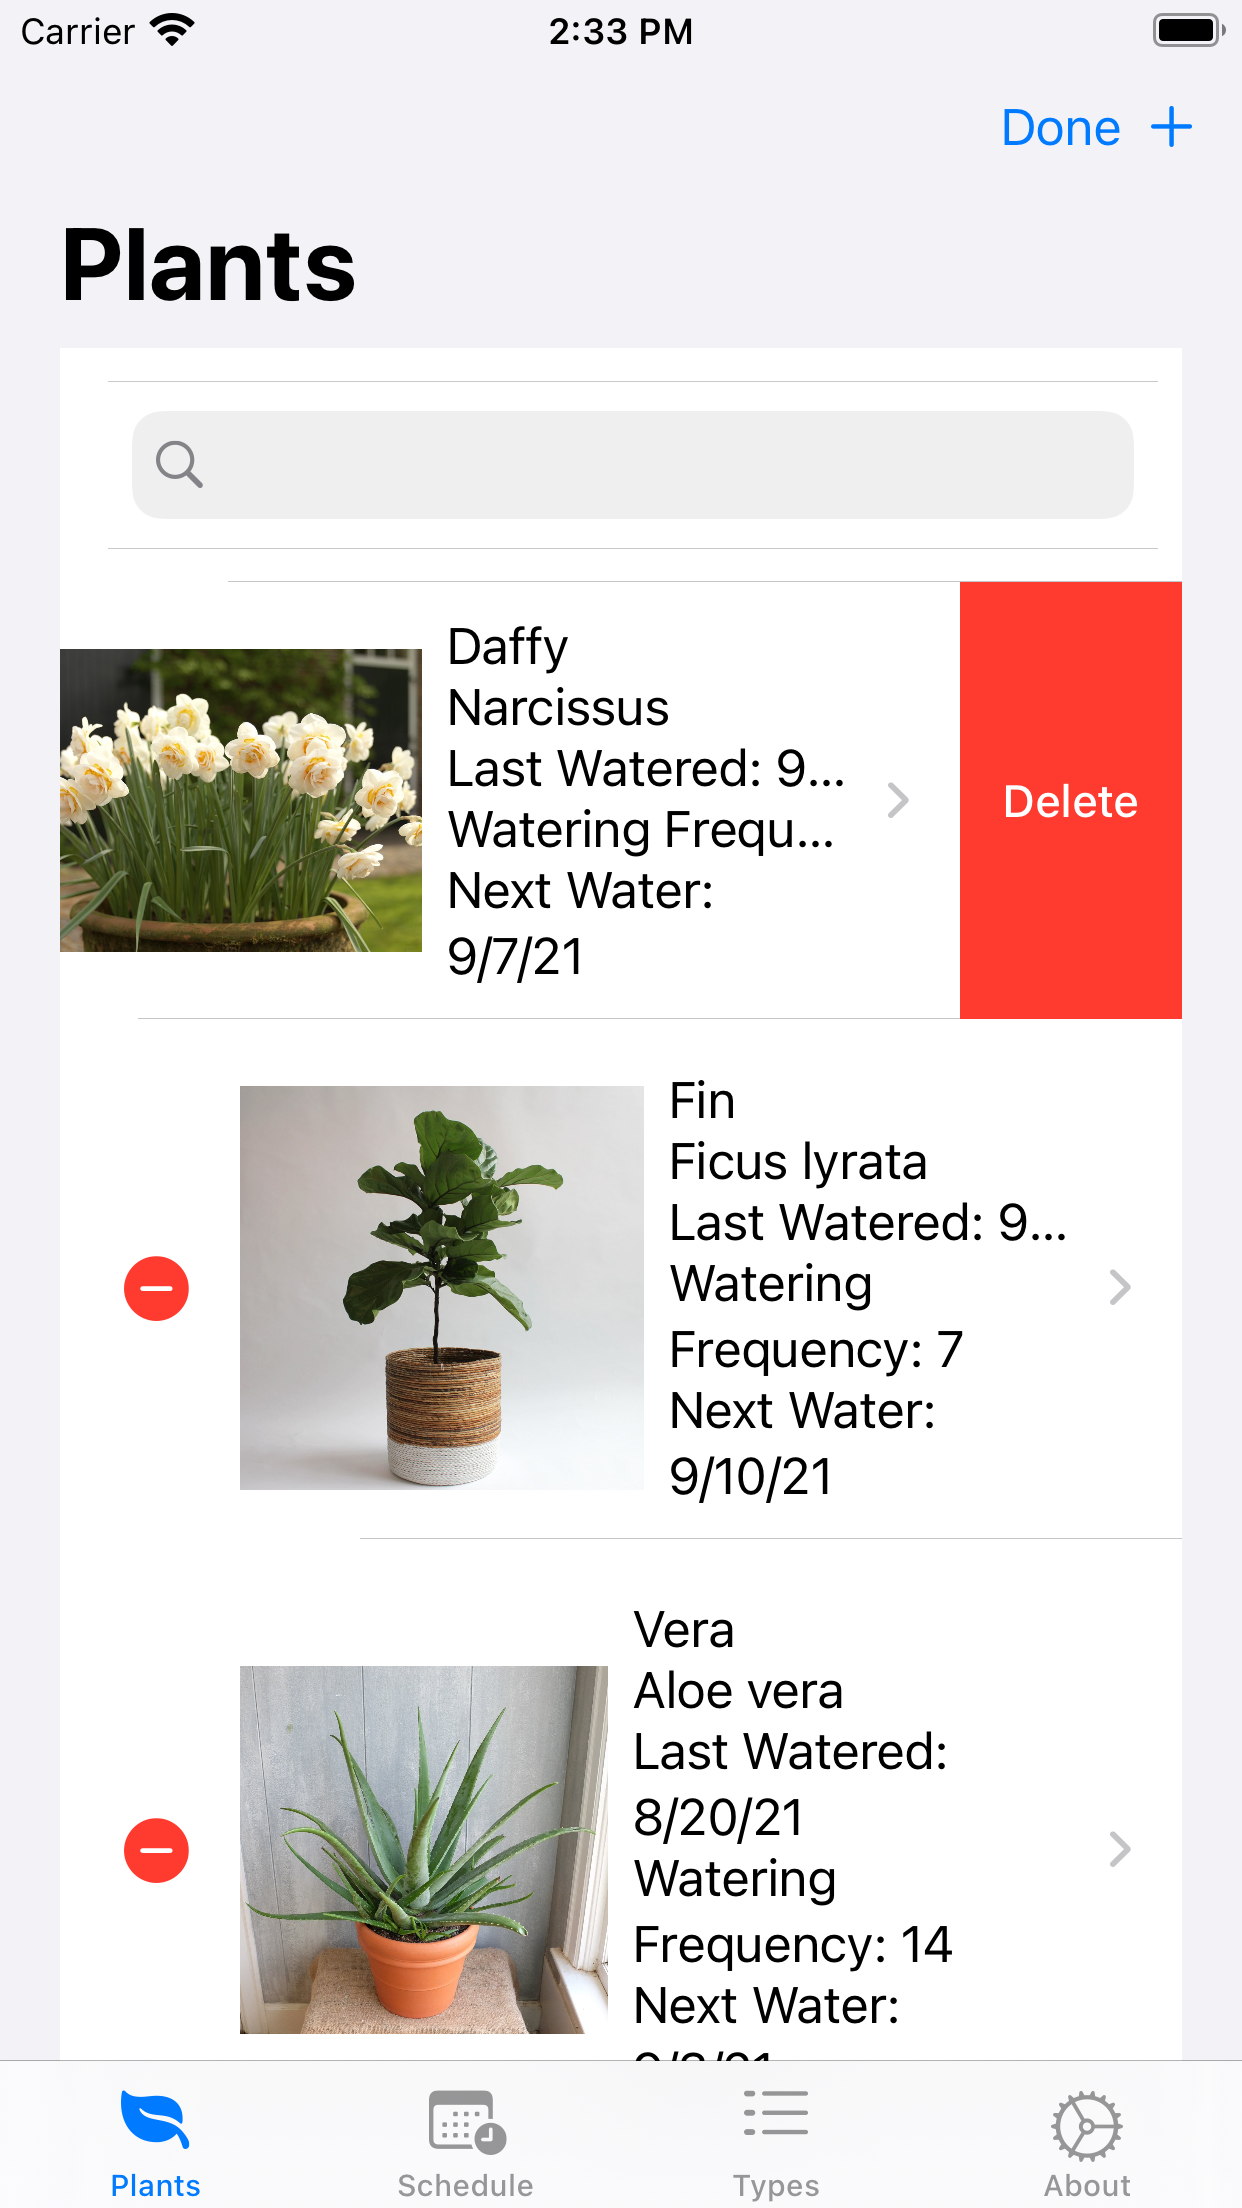 Carrier
2:33 PM
Done +
Plants
Daffy
Narcissus
Last Watered: 9...
Watering Frequ...
Next Water:
9/7/21
Delete
Fin
Ficus lyrata
Last Watered: 9...
Watering
Frequency: 7
Next Water:
9/10/21
Vera
Aloe vera
Last Watered:
8/20/21
Watering
Frequency: 14
Next Water:
Plants
Schedule
Types
About